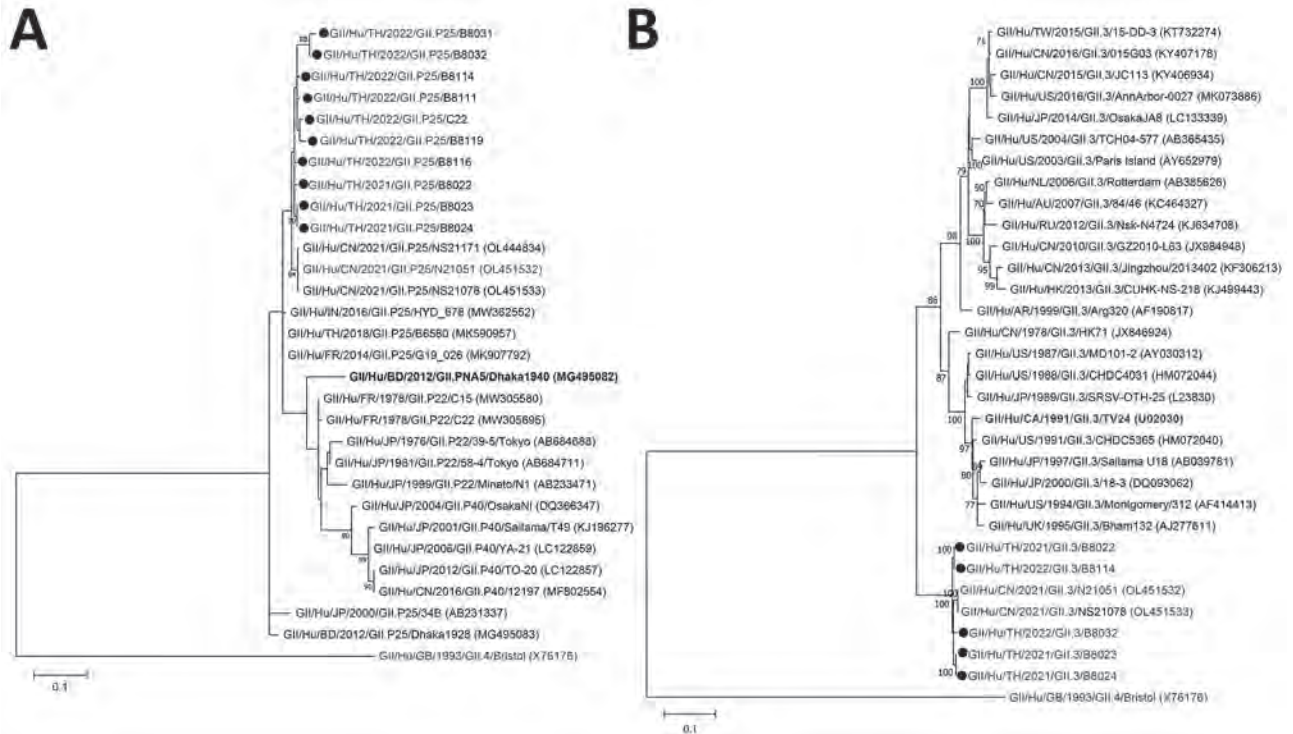 A
GII/Hu/TH/2022/GII.P25/B8031
GII/Hu/TH/2022/GII.P25/B8032
GII/Hu/TH/2022/GII.P25/B8114
GII/Hu/TH/2022/GII.P25/B8111
GII/Hu/TH/2022/GII.P25/C22
GII/Hu/TH/2022/GII.P25/B8119
GII/Hu/TH/2022/GII.P25/B8116
GII/Hu/TH/2021/GII.P25/B8022
GII/Hu/TH/2021/GII.P25/B8023
GII/Hu/TH/2021/GII.P25/B8024
GII/Hu/CN/2021/GII.P25/NS21171 (OL444834)
GII/Hu/CN/2021/GII.P25/N21051 (OL451532)
GII/Hu/CN/2021/GII.P25/NS21078 (OL451533)
GII/Hu/IN/2016/GII.P25/HYD_678 (MW362552)
GII/Hu/TH/2018/GII.P25/B6580 (MK590957)
GII/Hu/FR/2014/GII.P25/G19_026 (MK907792)
GII/Hu/BD/2012/GII.PNA5/Dhaka1940 (MG495082)
GII/Hu/FR/1978/GII.P22/C15 (MW305580)
GII/Hu/FR/1978/GII.P22/C22 (MW305695)
GII/Hu/JP/1976/GII.P22/39-5/Tokyo (AB684688)
GII/Hu/JP/1981/GII.P22/58-4/Tokyo (AB684711)
GII/Hu/JP/1999/GII.P22/Minato/N1 (AB233471)
GII/Hu/JP/2004/GII.P40/OsakaNI (DQ366347)
GII/Hu/JP/2001/GII.P40/Saitama/T49 (KJ196277)
GII/Hu/JP/2006/GII.P40/YA-21 (LC122859)
GII/Hu/JP/2012/GII.P40/TO-20 (LC122857)
GII/Hu/CN/2016/GII.P40/12197 (MF802554)
GII/Hu/JP/2000/GII.P25/34B (AB231337)
GII/Hu/BD/2012/GII.P25/Dhaka1928 (MG495083)
GII/Hu/GB/1993/GII.4/Bristol (X76176)
0.1
B
GII/Hu/TW/2015/GII.3/15-DD-3 (KT732274)
GII/Hu/CN/2016/GII.3/015G03 (KY407178)
GII/Hu/CN/2015/GII.3/JC113 (KY406934)
GII/Hu/US/2016/GII.3/AnnArbor-0027 (MK073886)
GII/Hu/JP/2014/GII.3/OsakaJA8 (LC133339)
GII/Hu/US/2004/GII.3/TCH04-577 (AB365435)
GII/Hu/US/2003/GII.3/Paris Island (AY652979)
GII/Hu/NL/2006/GII.3/Rotterdam (AB385626)
GII/Hu/AU/2007/GII.3/84/46 (KC464327)
GII/Hu/RU/2012/GII.3/Nsk-N4724 (KJ634708)
GII/Hu/CN/2010/GII.3/GZ2010-L63 (JX984948)
GII/Hu/CN/2013/GII.3/Jingzhou/2013402 (KF306213)
GII/Hu/HK/2013/GII.3/CUHK-NS-218 (KJ499443)
GII/Hu/AR/1999/GII.3/Arg320 (AF190817)
GII/Hu/CN/1978/GII.3/HK71 (JX846924)
GII/Hu/US/1987/GII.3/MD101-2 (AY030312)
GII/Hu/US/1988/GII.3/CHDC4031 (HM072044)
GII/Hu/JP/1989/GII.3/SRSV-OTH-25 (L23830)
GII/Hu/CA/1991/GII.3/TV24 (U02030)
GII/Hu/US/1991/GII.3/CHDC5365 (HM072040)
GII/Hu/JP/1997/GII.3/Saitama U18 (AB039781)
GII/Hu/JP/2000/GII.3/18-3 (DQ093062)
GII/Hu/US/1994/GII.3/Montgomery/312 (AF414413)
GII/Hu/UK/1995/GII.3/Bham132 (AJ277611)
GII/Hu/TH/2021/GII.3/B8022
GII/Hu/TH/2022/GII.3/B8114
GII/Hu/CN/2021/GII.3/N21051 (OL451532)
GII/Hu/CN/2021/GII.3/NS21078 (OL451533)
GII/Hu/TH/2022/GII.3/B8032
GII/Hu/TH/2021/GII.3/B8023
GII/Hu/TH/2021/GII.3/B8024
GII/Hu/GB/1993/GII.4/Bristol (X76176)
0.1